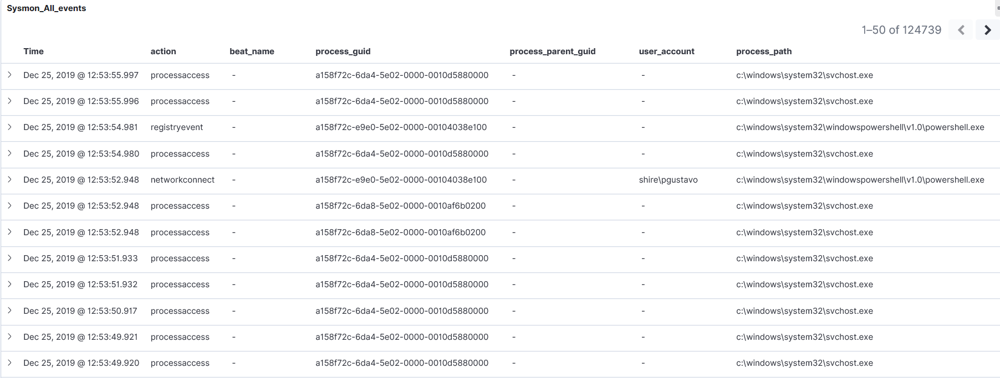 Sysmon_All_events
1–50 of 124739
Time action beat_name process_guid process_parent_guid user_account process_path
Dec 25, 2019 @ 12:53:55.997 processaccess - a158f72c-6da4-5e02-0000-0010d5880000 - - c:\windows\system32\svchost.exe
Dec 25, 2019 @ 12:53:55.996 processaccess - a158f72c-6da4-5e02-0000-0010d5880000 - - c:\windows\system32\svchost.exe
Dec 25, 2019 @ 12:53:54.981 registryevent - a158f72c-e9e0-5e02-0000-00104038e100 - - c:\windows\system32\windowspowershell\v1.0\powershell.exe
Dec 25, 2019 @ 12:53:54.980 processaccess - a158f72c-6da4-5e02-0000-0010d5880000 - - c:\windows\system32\svchost.exe
Dec 25, 2019 @ 12:53:52.948 networkconnect - a158f72c-e9e0-5e02-0000-00104038e100 - shire\pgustavo c:\windows\system32\windowspowershell\v1.0\powershell.exe
Dec 25, 2019 @ 12:53:52.948 processaccess - a158f72c-6da8-5e02-0000-0010af6b0200 - - c:\windows\system32\svchost.exe
Dec 25, 2019 @ 12:53:52.948 processaccess - a158f72c-6da8-5e02-0000-0010af6b0200 - - c:\windows\system32\svchost.exe
Dec 25, 2019 @ 12:53:51.933 processaccess - a158f72c-6da4-5e02-0000-0010d5880000 - - c:\windows\system32\svchost.exe
Dec 25, 2019 @ 12:53:51.932 processaccess - a158f72c-6da4-5e02-0000-0010d5880000 - - c:\windows\system32\svchost.exe
Dec 25, 2019 @ 12:53:50.917 processaccess - a158f72c-6da4-5e02-0000-0010d5880000 - - c:\windows\system32\svchost.exe
Dec 25, 2019 @ 12:53:49.921 processaccess - a158f72c-6da4-5e02-0000-0010d5880000 - - c:\windows\system32\svchost.exe
Dec 25, 2019 @ 12:53:49.920 processaccess - a158f72c-6da4-5e02-0000-0010d5880000 - - c:\windows\system32\svchost.exe